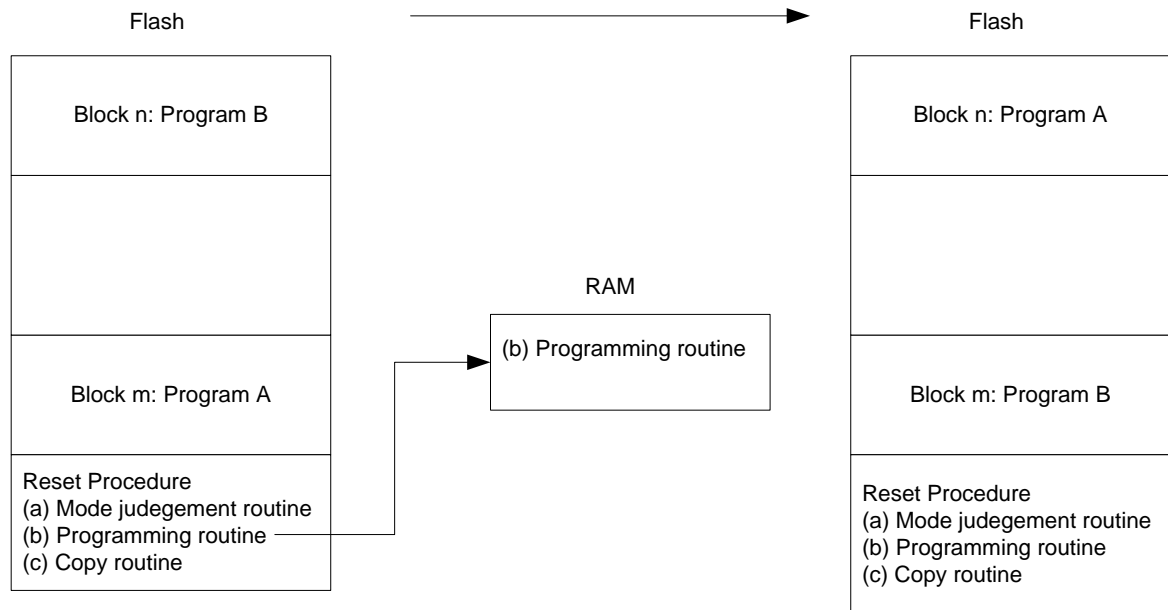 Flash
Block n: Program B
Block m: Program A
Reset Procedure
(a) Mode judegement routine
(b) Programming routine
(c) Copy routine
RAM
(b) Programming routine
Flash
Block n: Program A
Block m: Program B
Reset Procedure
(a) Mode judegement routine
(b) Programming routine
(c) Copy routine